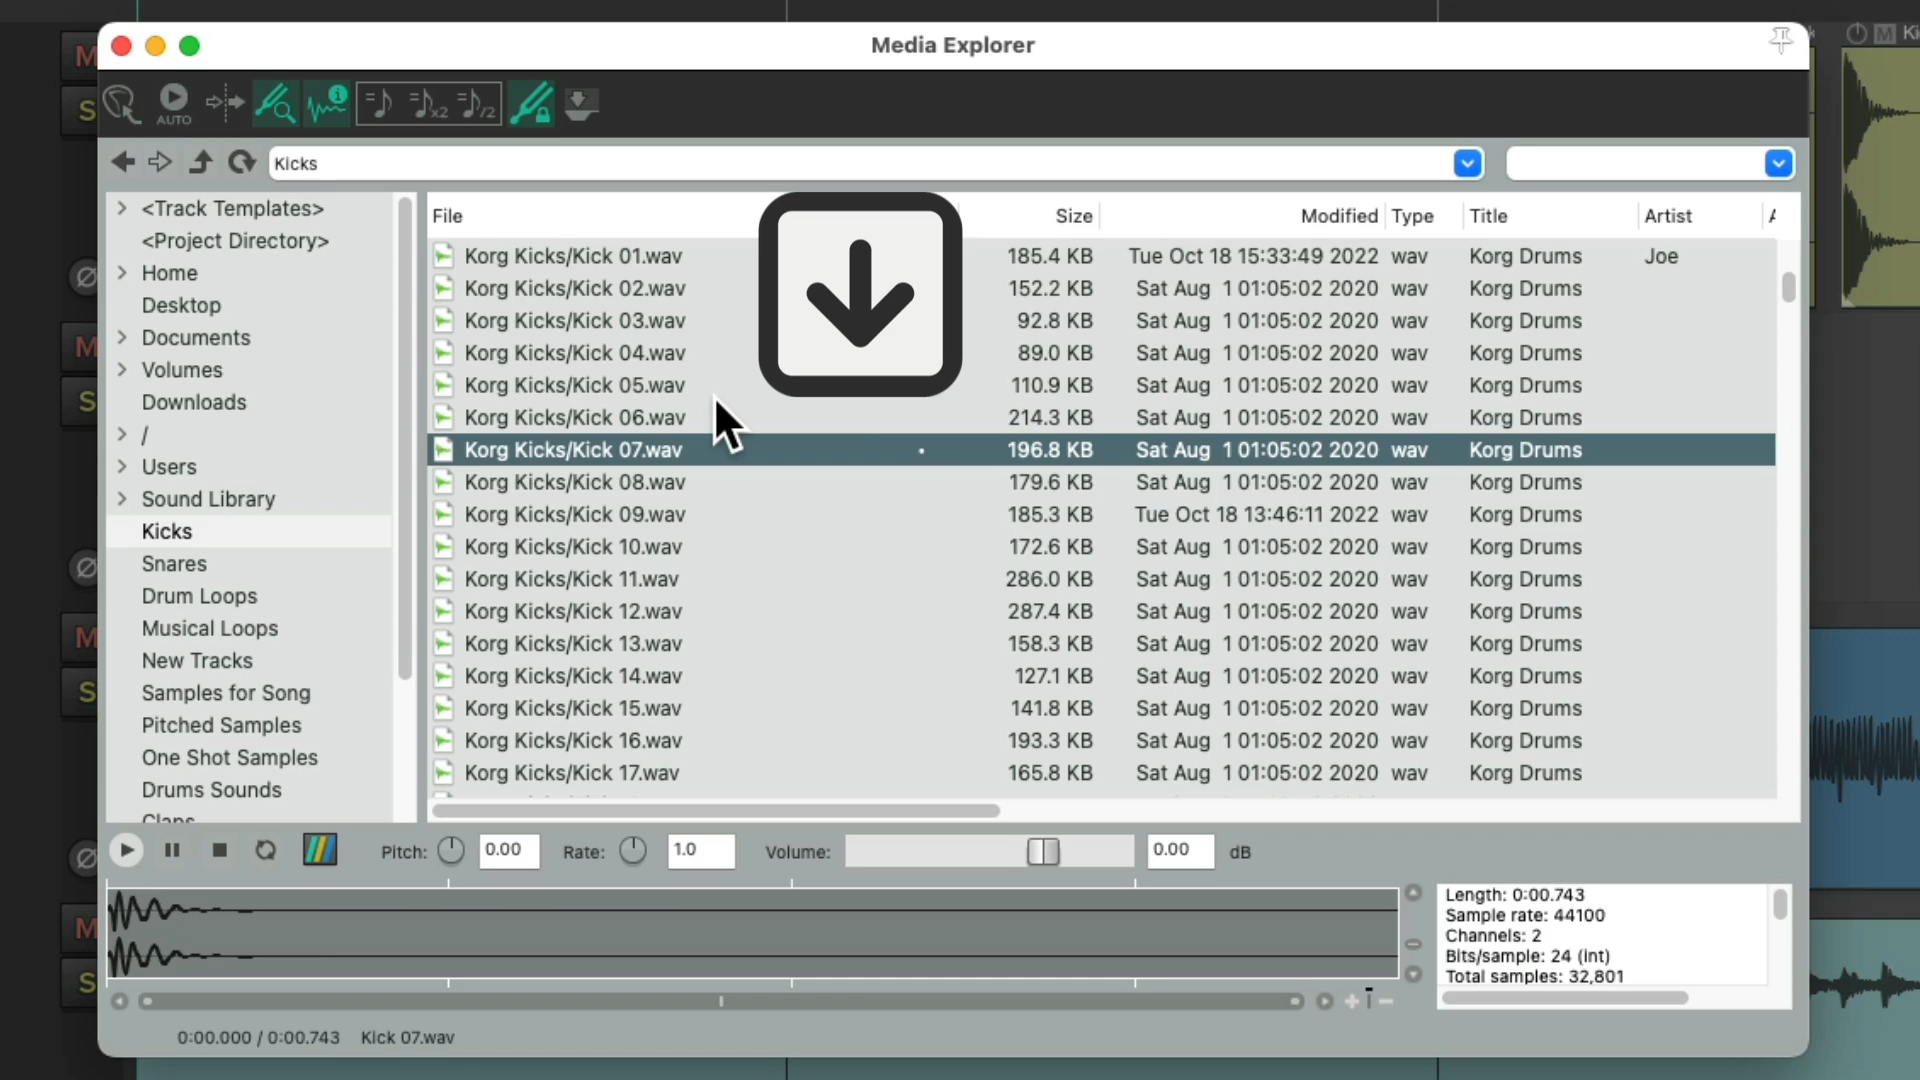 Media Explorer
M
Ki
M
S
AUTO
x2
/2
Kicks
<Track Templates>
<Project Directory>
Home
Desktop
Documents
Volumes
Downloads
/
Users
Sound Library
Kicks
Snares
Drum Loops
Musical Loops
New Tracks
Samples for Song
Pitched Samples
One Shot Samples
Drums Sounds
Claps
File Size Modified Type Title Artist
Korg Kicks/Kick 01.wav 185.4 KB Tue Oct 18 15:33:49 2022 wav Korg Drums Joe
Korg Kicks/Kick 02.wav 152.2 KB Sat Aug 1 01:05:02 2020 wav Korg Drums
Korg Kicks/Kick 03.wav 92.8 KB Sat Aug 1 01:05:02 2020 wav Korg Drums
Korg Kicks/Kick 04.wav 89.0 KB Sat Aug 1 01:05:02 2020 wav Korg Drums
Korg Kicks/Kick 05.wav 110.9 KB Sat Aug 1 01:05:02 2020 wav Korg Drums
Korg Kicks/Kick 06.wav 214.3 KB Sat Aug 1 01:05:02 2020 wav Korg Drums
Korg Kicks/Kick 07.wav 196.8 KB Sat Aug 1 01:05:02 2020 wav Korg Drums
Korg Kicks/Kick 08.wav 179.6 KB Sat Aug 1 01:05:02 2020 wav Korg Drums
Korg Kicks/Kick 09.wav 185.3 KB Tue Oct 18 13:46:11 2022 wav Korg Drums
Korg Kicks/Kick 10.wav 172.6 KB Sat Aug 1 01:05:02 2020 wav Korg Drums
Korg Kicks/Kick 11.wav 286.0 KB Sat Aug 1 01:05:02 2020 wav Korg Drums
Korg Kicks/Kick 12.wav 287.4 KB Sat Aug 1 01:05:02 2020 wav Korg Drums
Korg Kicks/Kick 13.wav 158.3 KB Sat Aug 1 01:05:02 2020 wav Korg Drums
Korg Kicks/Kick 14.wav 127.1 KB Sat Aug 1 01:05:02 2020 wav Korg Drums
Korg Kicks/Kick 15.wav 141.8 KB Sat Aug 1 01:05:02 2020 wav Korg Drums
Korg Kicks/Kick 16.wav 193.3 KB Sat Aug 1 01:05:02 2020 wav Korg Drums
Korg Kicks/Kick 17.wav 165.8 KB Sat Aug 1 01:05:02 2020 wav Korg Drums
M
S
M
S
M
S
Pitch: 0.00 Rate: 1.0 Volume: 0.00 dB
Length: 0:00.743
Sample rate: 44100
Channels: 2
Bits/sample: 24 (int)
Total samples: 32,801
0:00.000 / 0:00.743 Kick 07.wav